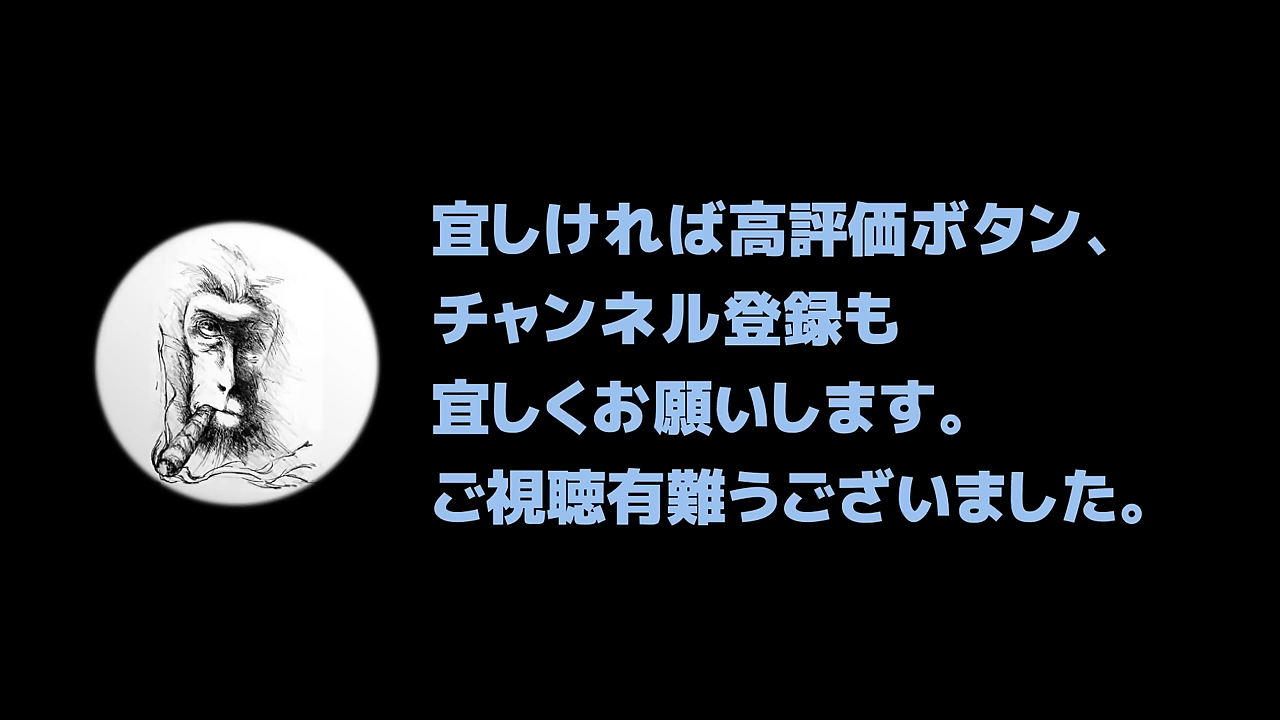 宜しければ高評価ボタン、
チャンネル登録も
宜しくお願いします。
ご視聴有難うございました。